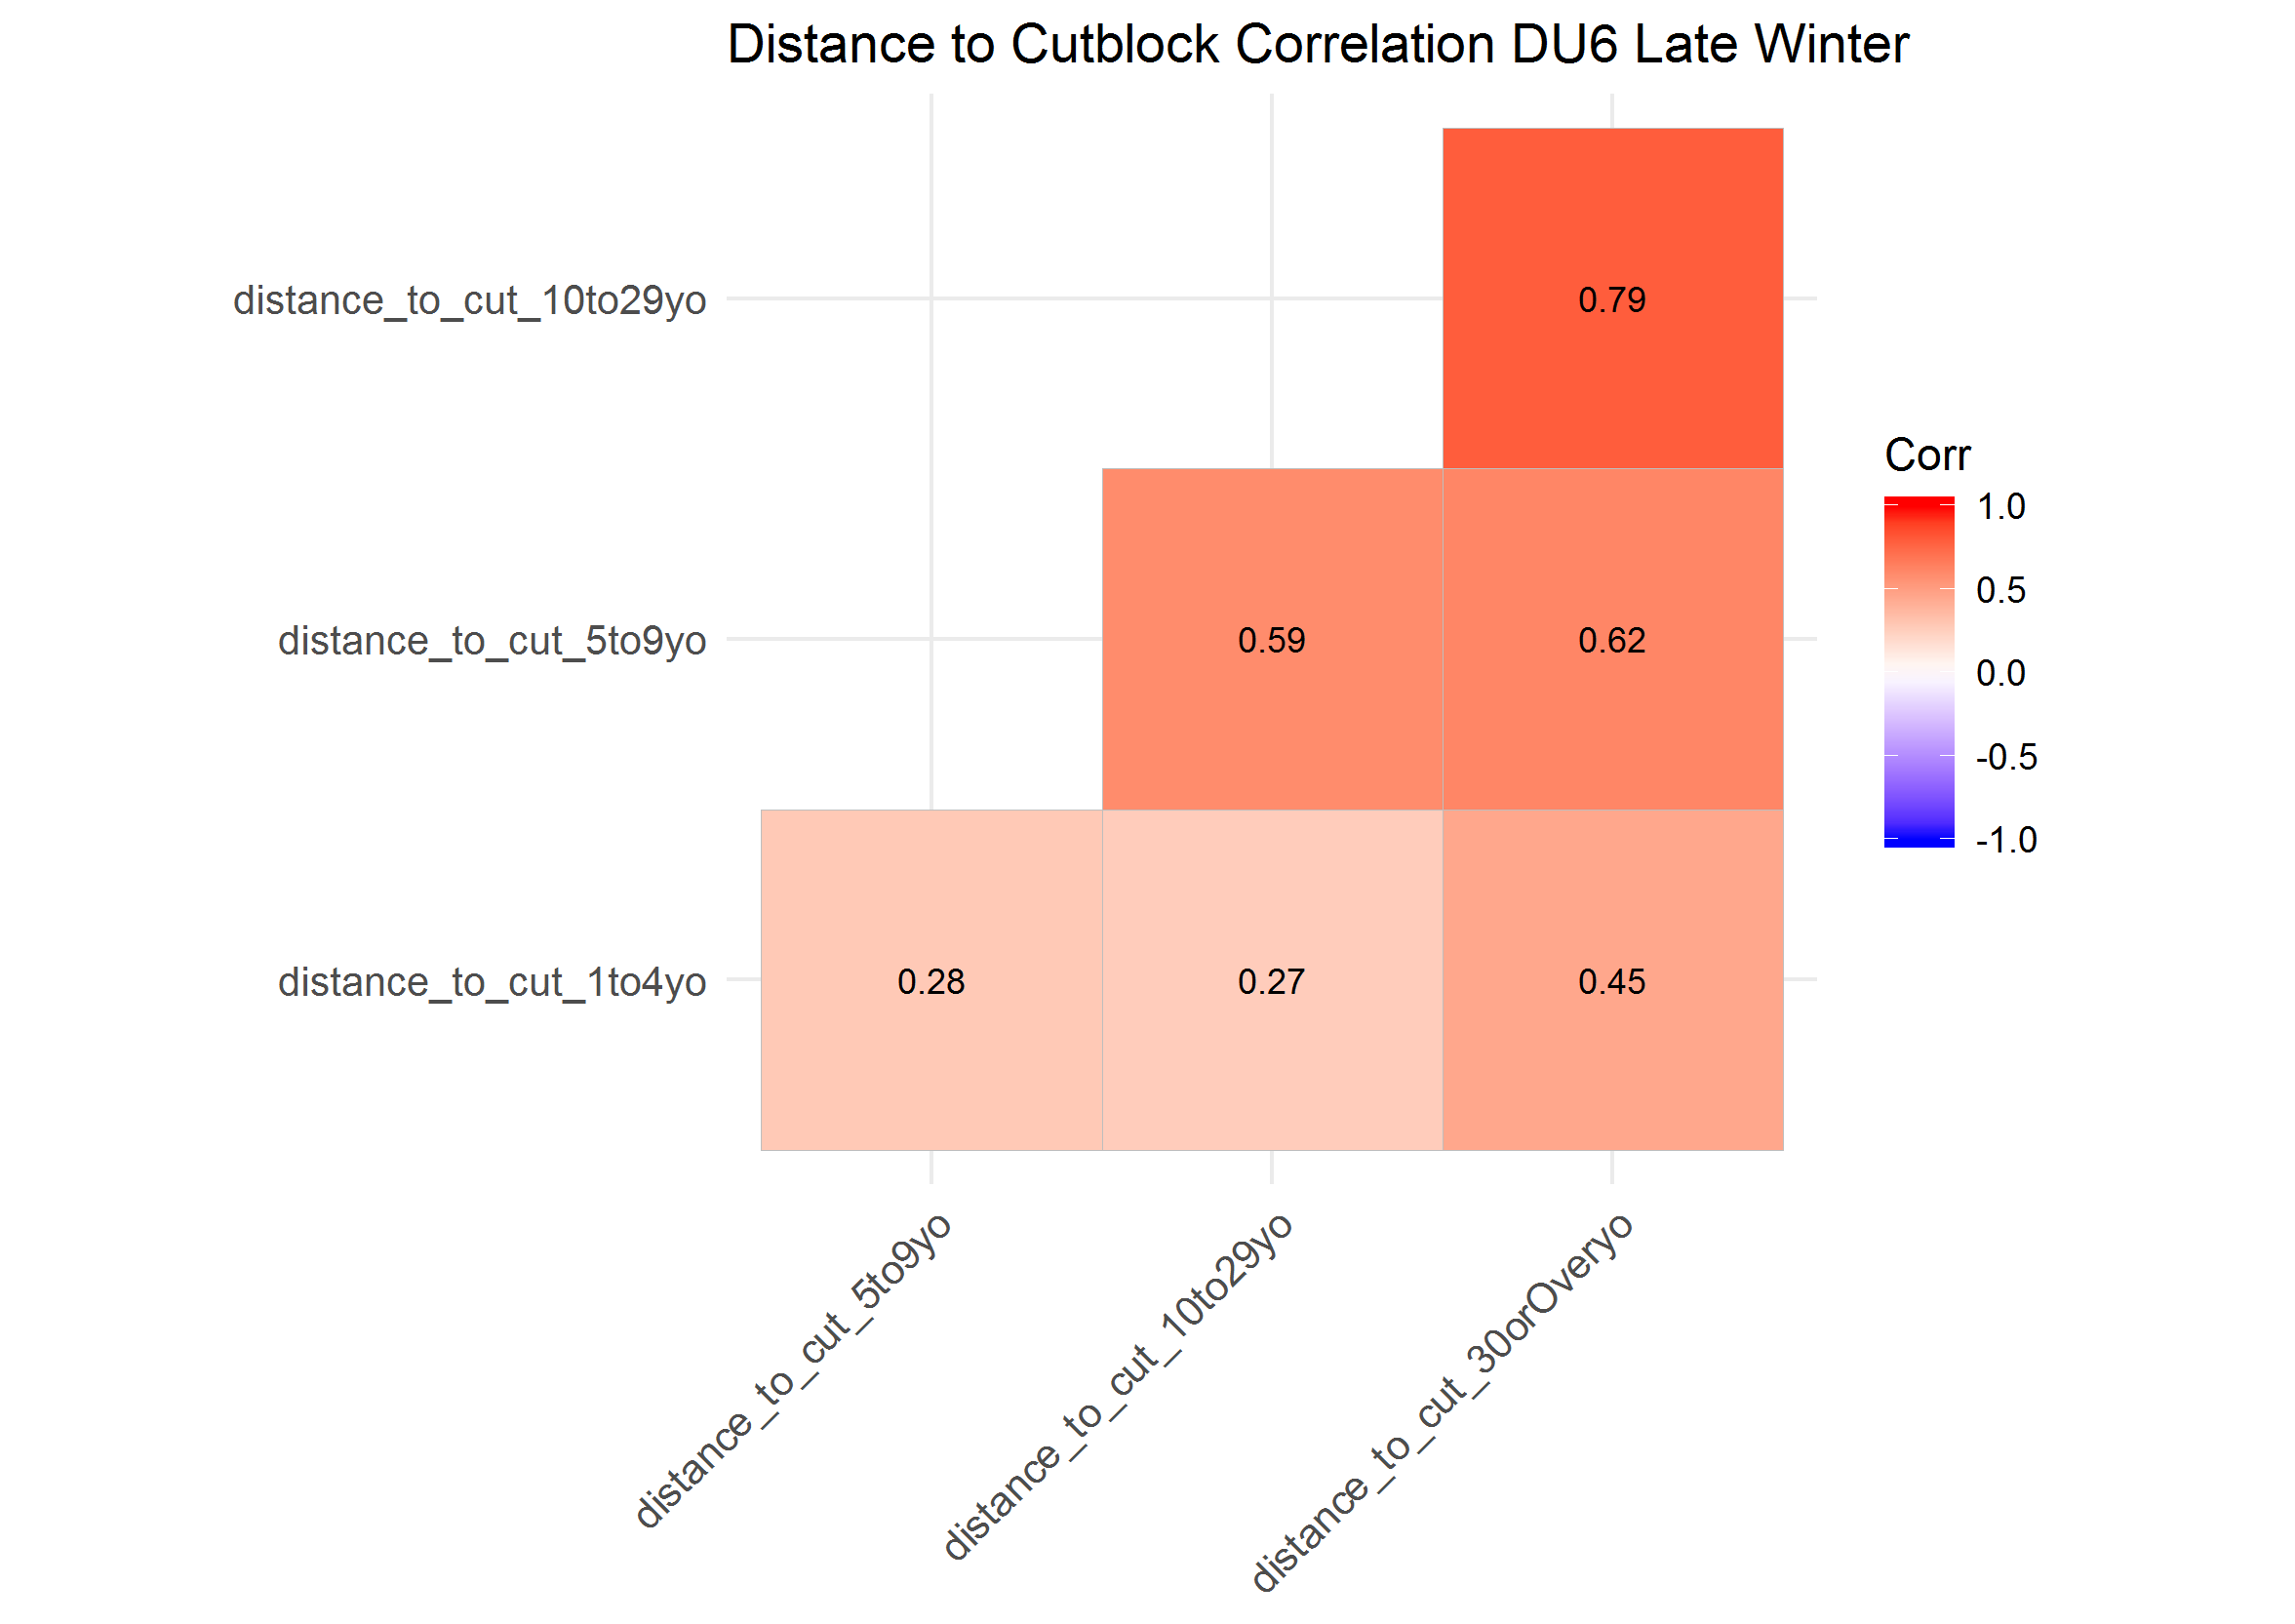 Distance to Cutblock Correlation DU6 Late Winter
distance_to_cut_10to29yo
0.79
distance_to_cut_5to9yo
0.59
0.62
distance_to_cut_1to4yo
0.28
0.27
0.45
distance_to_cut_5to9yo
distance_to_cut_10to29yo
distance_to_cut_30orOveryo
Corr
1.0
0.5
0.0
-0.5
-1.0